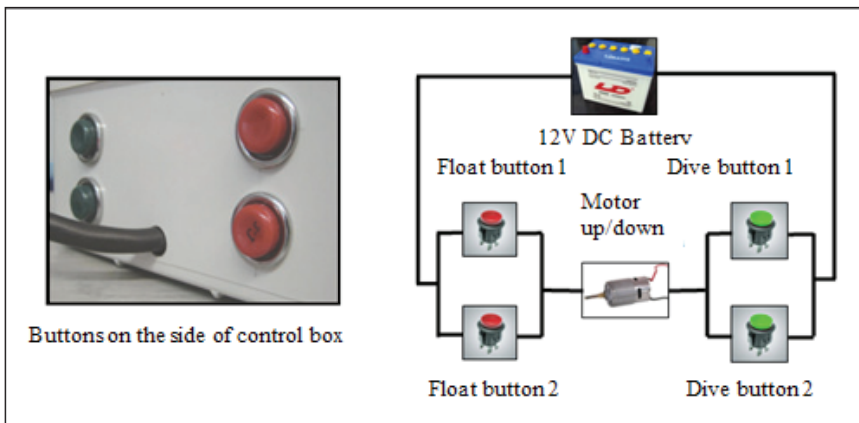 12V DC Battery
Float button 1
Dive button 1
Motor
up/down
Buttons on the side of control box
Float button 2
Dive button 2